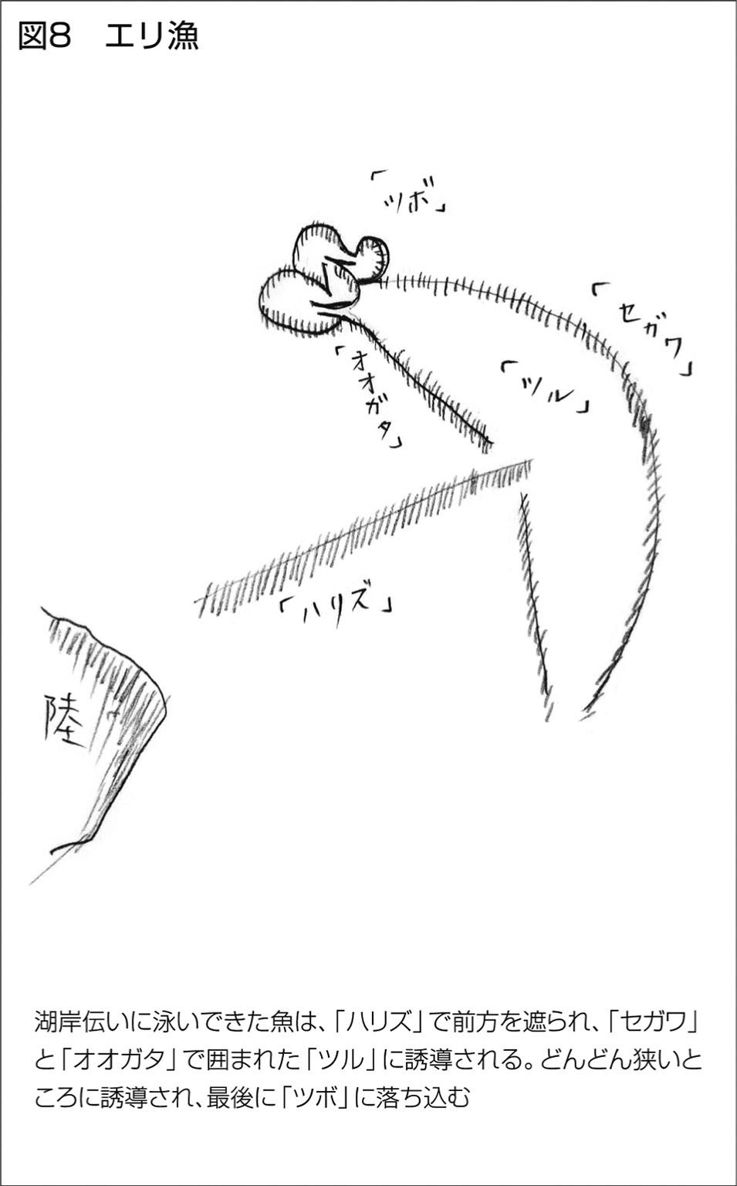 図8　エリ漁
「ツボ」
「セガワ」
「ツル」
「オオガタ」
「ハリズ」
陸
湖岸伝いに泳いできた魚は、「ハリズ」で前方を遮られ、「セガワ」
と「オオガタ」で囲まれた「ツル」に誘導される。どんどん狭いと
ころに誘導され、最後に「ツボ」に落ち込む